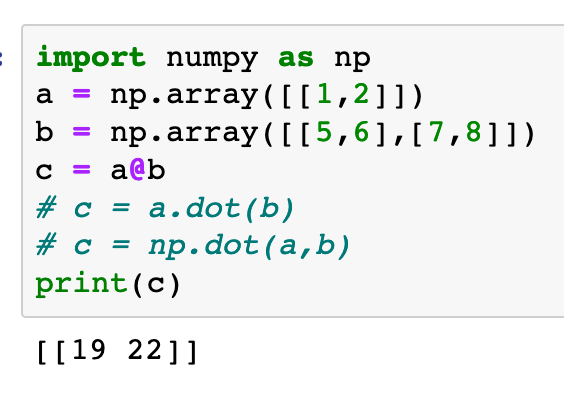 :
import numpy as np
a = np.array([[1,2]])
b = np.array([[5,6],[7,8]])
c = a@b
# c = a.dot(b)
# c = np.dot(a,b)
print(c)
[[19 22]]